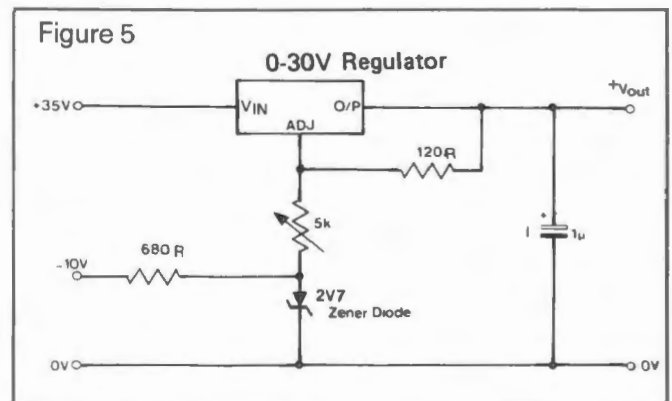 Figure 5
0-30V Regulator
+35V
VIN
O/P
ADJ
+Vout
120R
5k
680R
-10V
2V7
Zener Diode
+
1μ
0V
0V